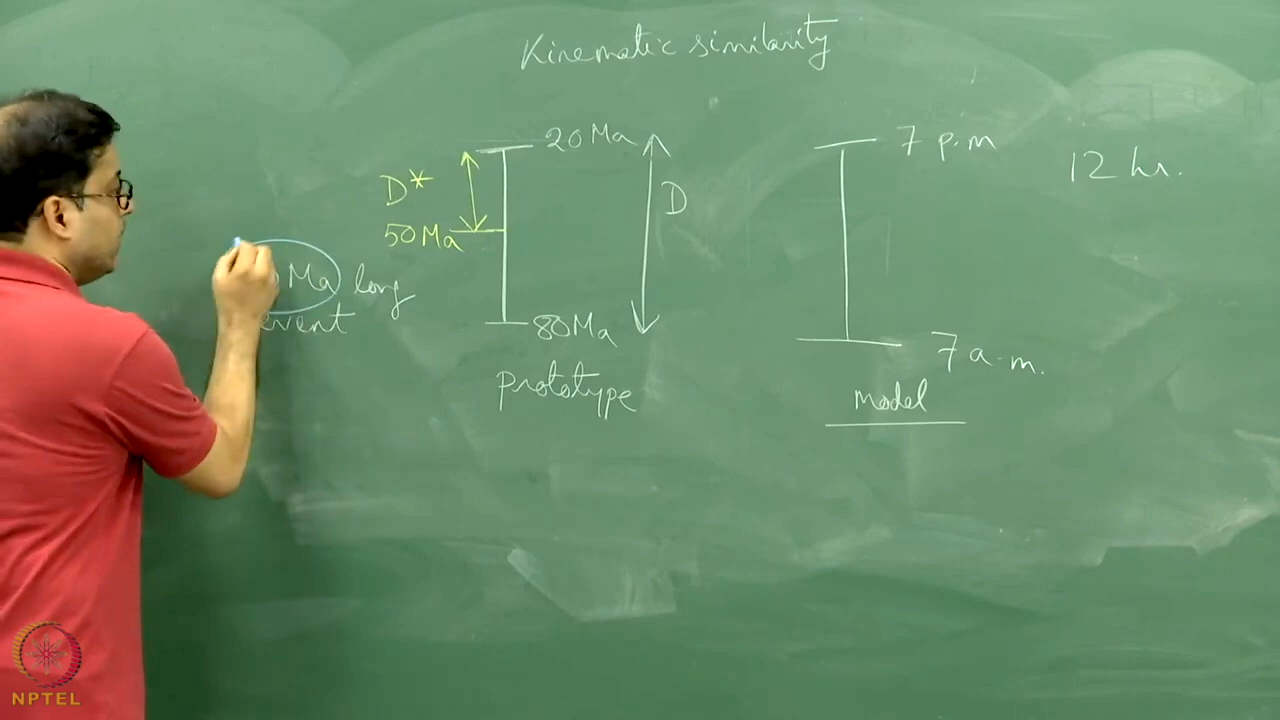 Kinematic similarity
20 Ma
7 p.m
12 hr.
D*
D
50 Ma
Ma long
event
80 Ma
7 a.m.
prototype
Model
NPTEL